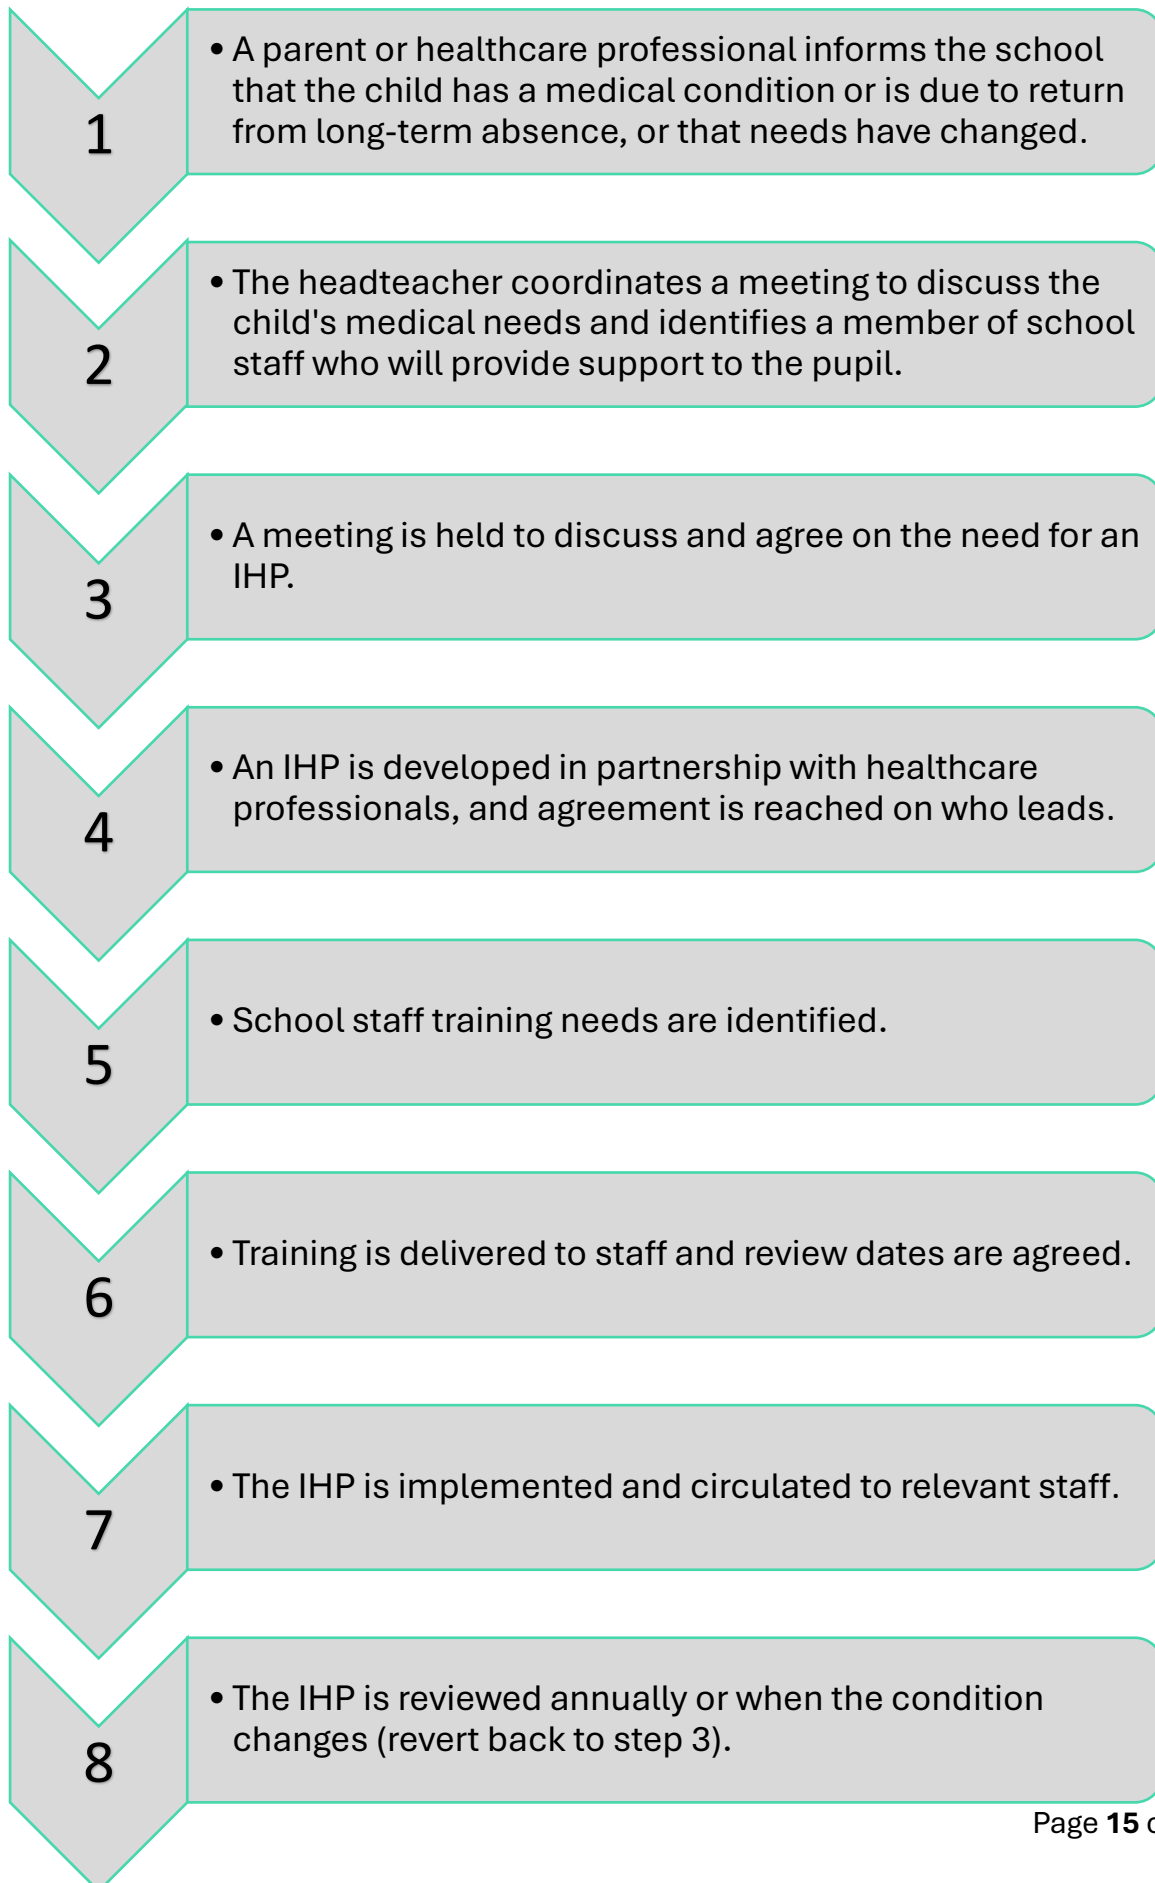 1
• A parent or healthcare professional informs the school
that the child has a medical condition or is due to return
from long-term absence, or that needs have changed.
2
• The headteacher coordinates a meeting to discuss the
child's medical needs and identifies a member of school
staff who will provide support to the pupil.
3
• A meeting is held to discuss and agree on the need for an
IHP.
4
• An IHP is developed in partnership with healthcare
professionals, and agreement is reached on who leads.
5
• School staff training needs are identified.
6
• Training is delivered to staff and review dates are agreed.
7
• The IHP is implemented and circulated to relevant staff.
8
• The IHP is reviewed annually or when the condition
changes (revert back to step 3).
Page 15